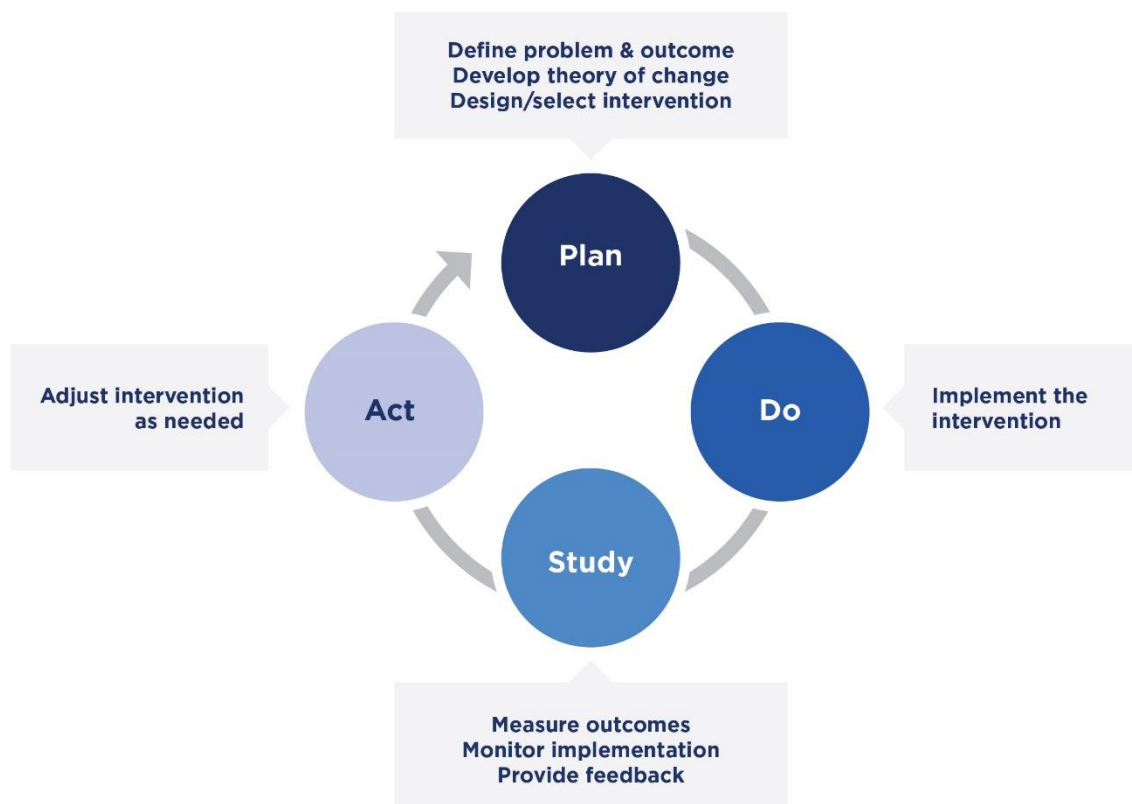 Define problem & outcome
Develop theory of change
Design/select intervention
Plan
Adjust intervention
as needed
Act
Do
Implement the
intervention
Study
Measure outcomes
Monitor implementation
Provide feedback